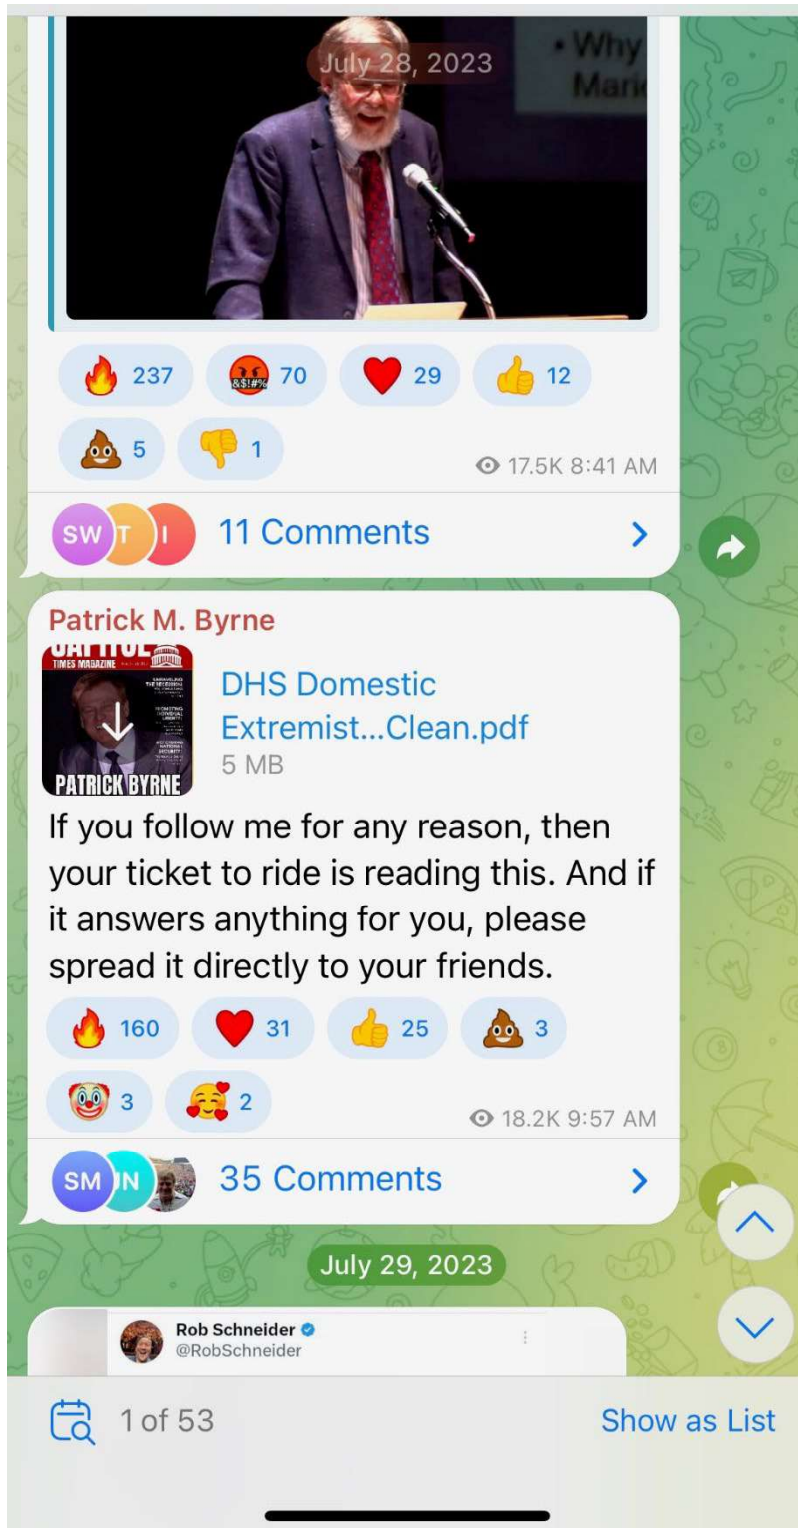 July 28, 2023
• Why
237
&$!#%
70
29
12
5
1
17.5K 8:41 AM
SW
T
I
11 Comments
Patrick M. Byrne
CAPITOL
TIMES MAGAZINE
PATRICK BYRNE
DHS Domestic
Extremist...Clean.pdf
5 MB
If you follow me for any reason, then
your ticket to ride is reading this. And if
it answers anything for you, please
spread it directly to your friends.
160
31
25
3
3
2
18.2K 9:57 AM
SM
IN
35 Comments
July 29, 2023
Rob Schneider
@RobSchneider
1 of 53
Show as List